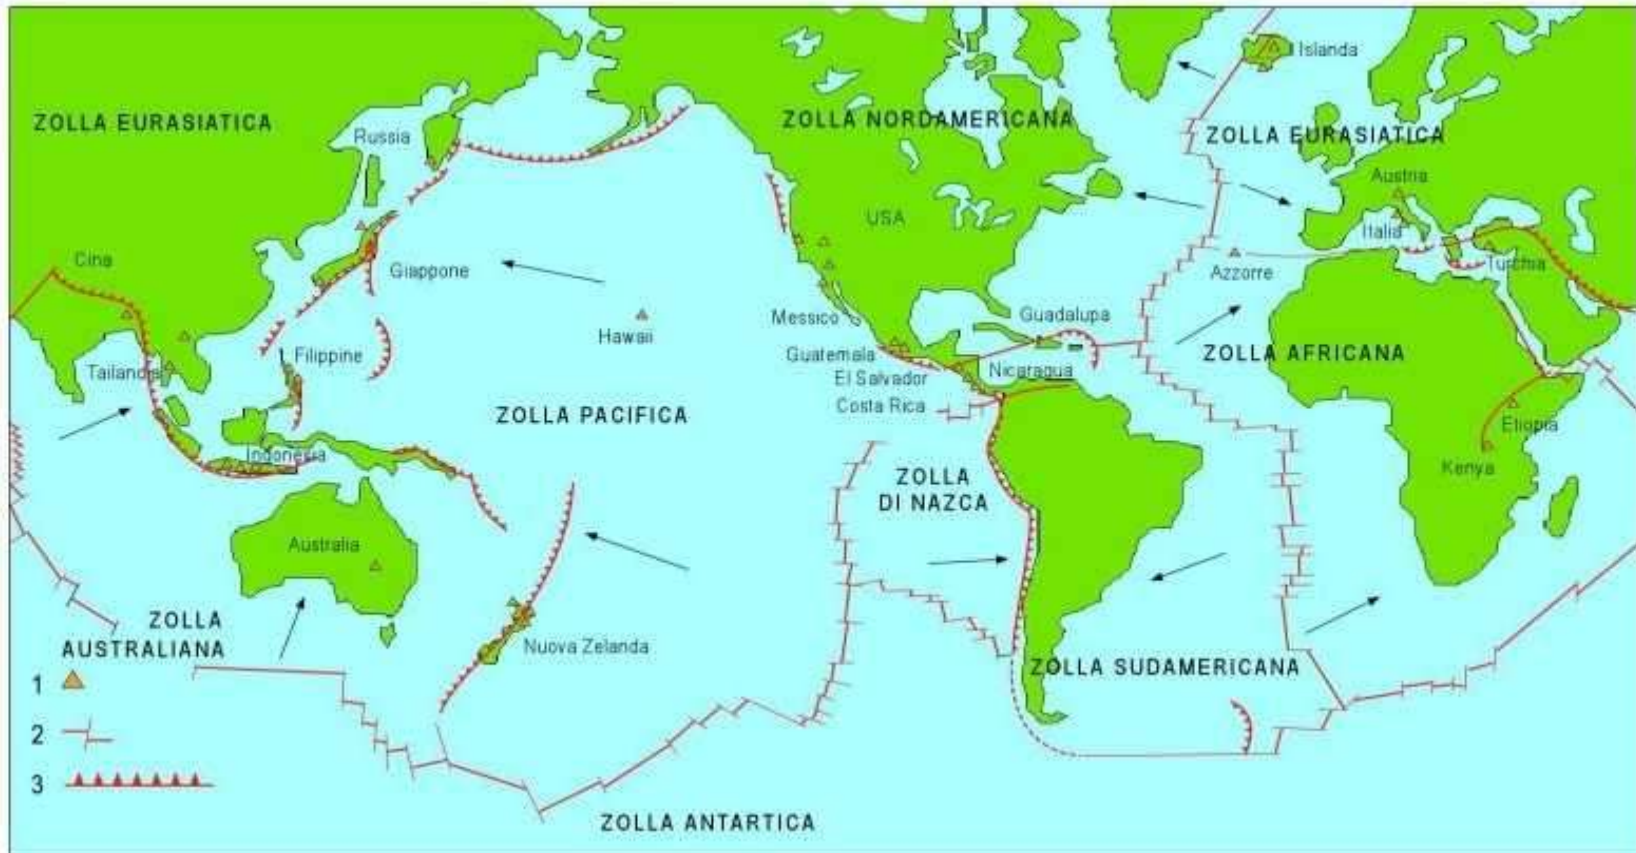 Islanda
ZOLLA EURASIATICA
Russia
ZOLLA NORDAMERICANA
ZOLLA EURASIATICA
Austria
USA
Italia
Cina
Giappone
Azzorre
Turchia
Hawaii
Messico
Guadalupa
Filippine
Guatemala
Nicaragua
ZOLLA AFRICANA
Tailandia
El Salvador
Costa Rica
ZOLLA PACIFICA
Etiopia
Indonesia
Kenya
ZOLLA
DI NAZCA
Australia
ZOLLA
AUSTRALIANA
Nuova Zelanda
ZOLLA SUDAMERICANA
1
2
3
ZOLLA ANTARTICA